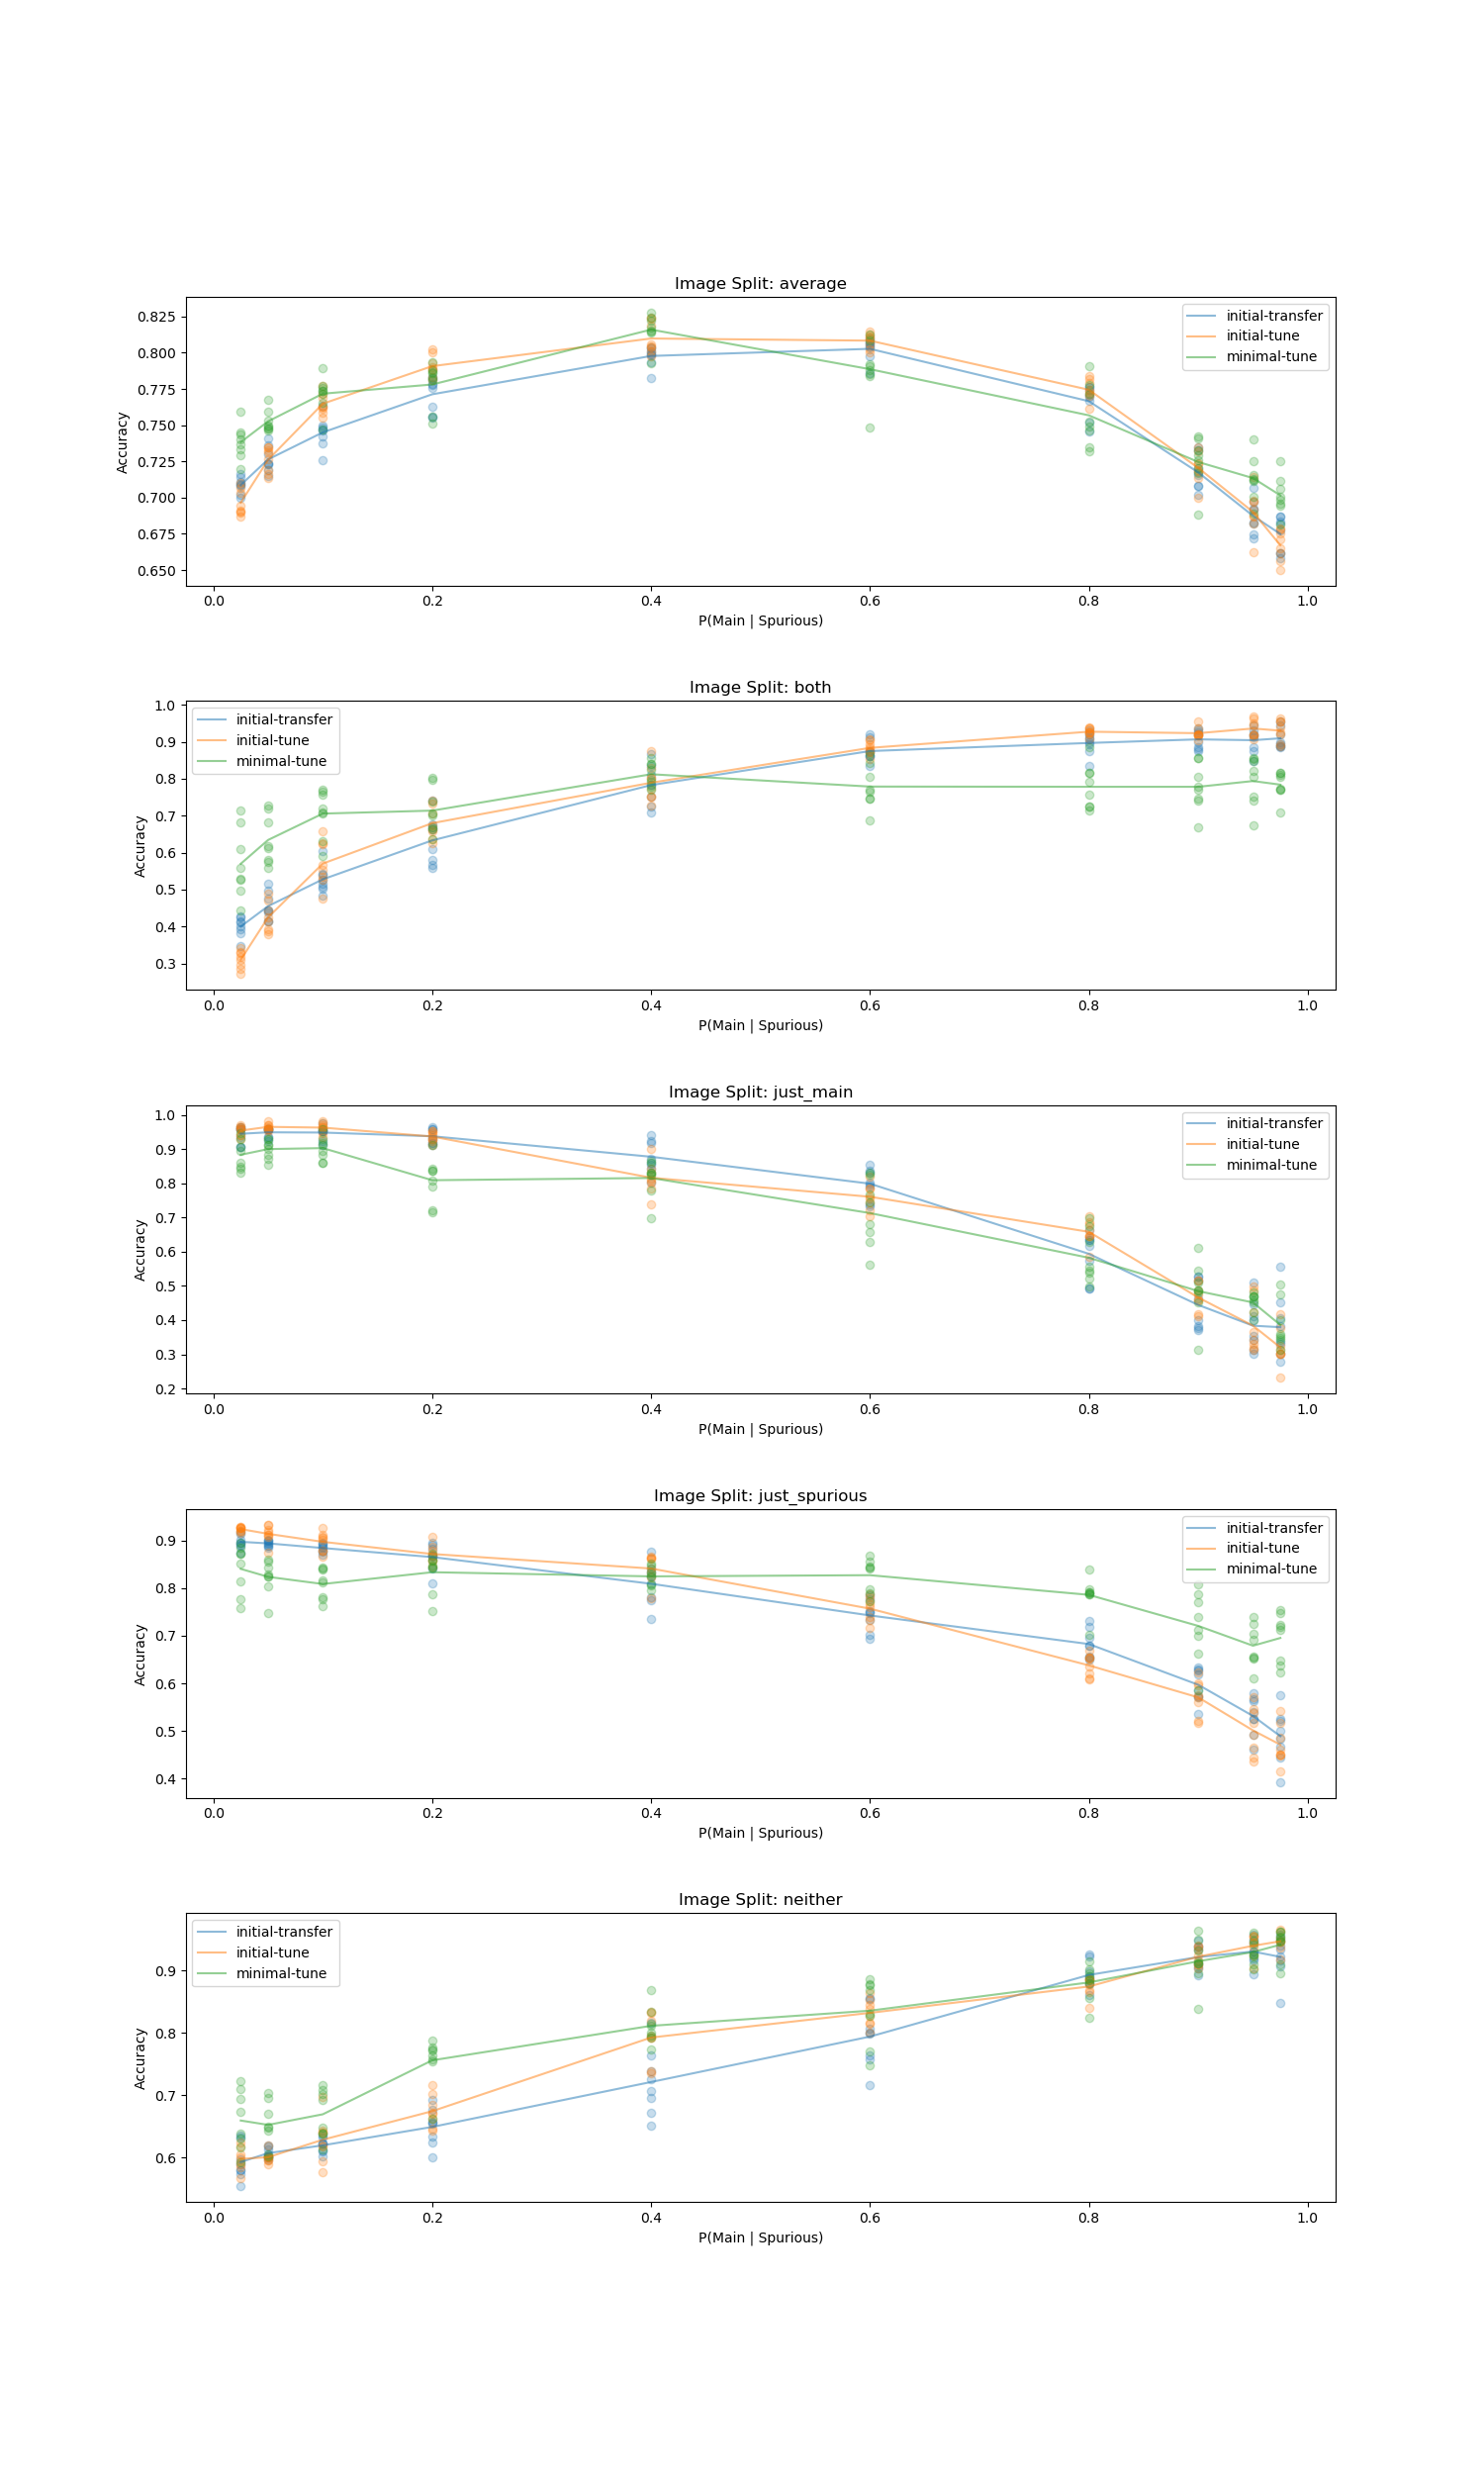 Image Split: average
0.825
0.800
0.775
0.750
0.725
0.700
0.675
0.650
Accuracy
initial-transfer
initial-tune
minimal-tune
0.0 0.2 0.4 0.6 0.8 1.0
P(Main | Spurious)
Image Split: both
1.0
0.9
0.8
0.7
0.6
0.5
0.4
0.3
Accuracy
initial-transfer
initial-tune
minimal-tune
0.0 0.2 0.4 0.6 0.8 1.0
P(Main | Spurious)
Image Split: just_main
1.0
0.9
0.8
0.7
0.6
0.5
0.4
0.3
0.2
Accuracy
initial-transfer
initial-tune
minimal-tune
0.0 0.2 0.4 0.6 0.8 1.0
P(Main | Spurious)
Image Split: just_spurious
0.9
0.8
0.7
0.6
0.5
0.4
Accuracy
initial-transfer
initial-tune
minimal-tune
0.0 0.2 0.4 0.6 0.8 1.0
P(Main | Spurious)
Image Split: neither
0.9
0.8
0.7
0.6
Accuracy
initial-transfer
initial-tune
minimal-tune
0.0 0.2 0.4 0.6 0.8 1.0
P(Main | Spurious)